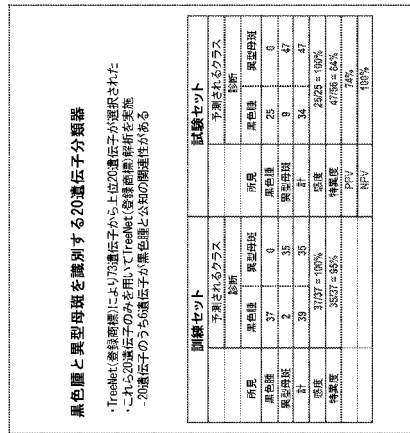 黒色腫と異型母斑を識別する20遺伝子分類器
・TreeNet(登録商標)により73遺伝子から上位20遺伝子が選択された
・これら20遺伝子のみを用いてTreeNet(登録商標)解析を実施
-20遺伝子のうち6遺伝子が黒色腫と公知の関連性がある
訓練セット
予測されるクラス
診断
所見 黒色腫 異型母斑
黒色腫 37 0
異型母斑 2 35
計 39 35
感度 37/37 = 100%
特異度 35/37 = 95%
試験セット
予測されるクラス
診断
所見 黒色腫 異型母斑
黒色腫 25 0
異型母斑 9 47
計 34 47
感度 25/25 = 100%
特異度 47/56 = 84%
PPV 74%
NPV 100%